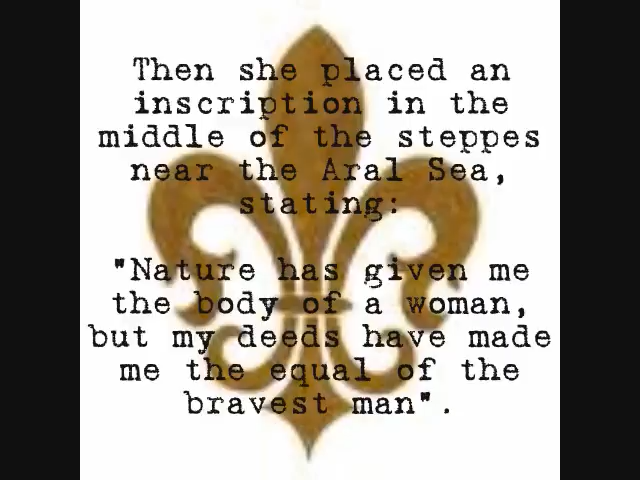 Then she placed an
inscription in the
middle of the steppes
near the Aral Sea,
stating:
"Nature has given me
the body of a woman,
but my deeds have made
me the equal of the
bravest man".